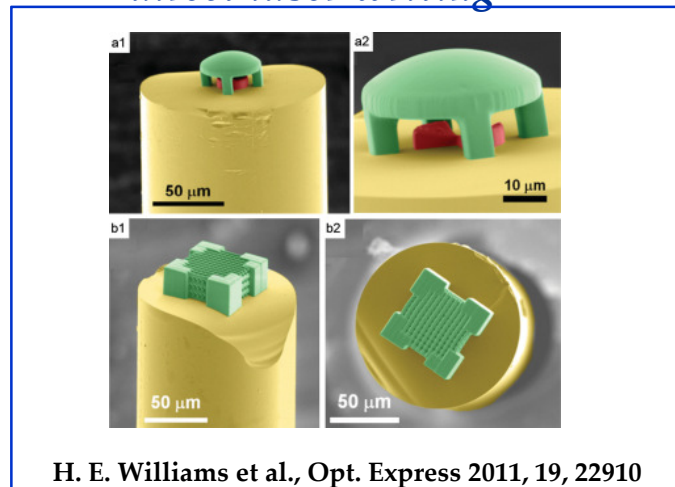 a1
a2
50 μm
10 μm
b1
b2
50 μm
50 μm
H. E. Williams et al., Opt. Express 2011, 19, 22910